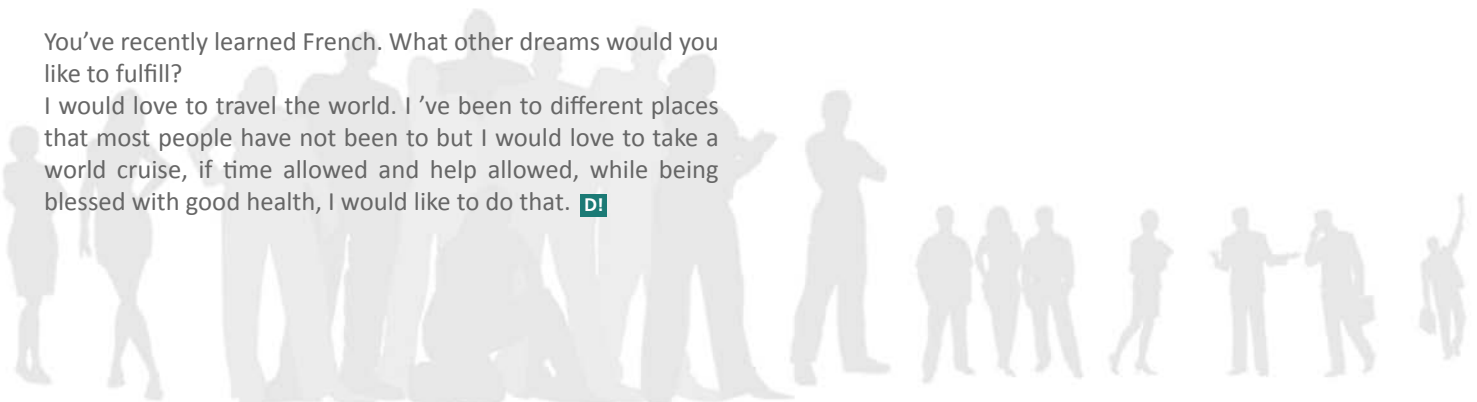 You’ve recently learned French. What other dreams would you
like to fulfill?
I would love to travel the world. I ’ve been to different places
that most people have not been to but I would love to take a
world cruise, if time allowed and help allowed, while being
blessed with good health, I would like to do that. D!